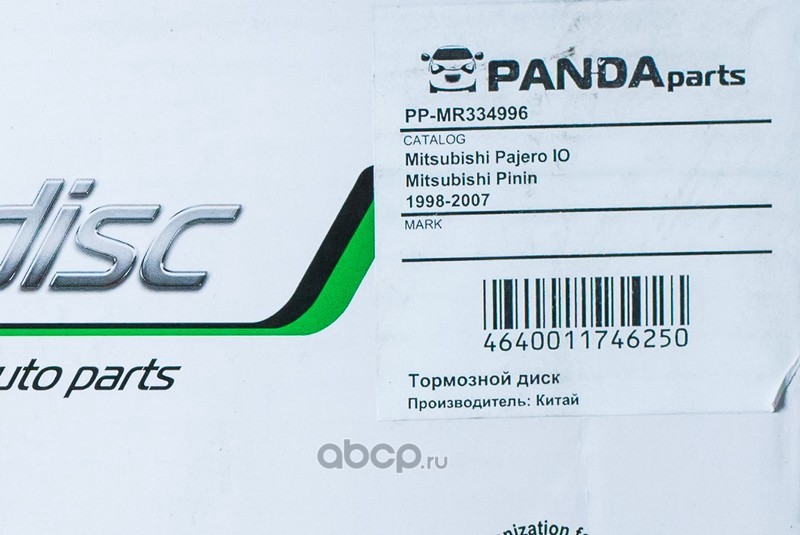 PANDAparts
PP-MR334996
CATALOG
Mitsubishi Pajero IO
Mitsubishi Pinin
1998-2007
MARK
4640011746250
Тормозной диск
Производитель: Китай
disc
auto parts
abcp.ru